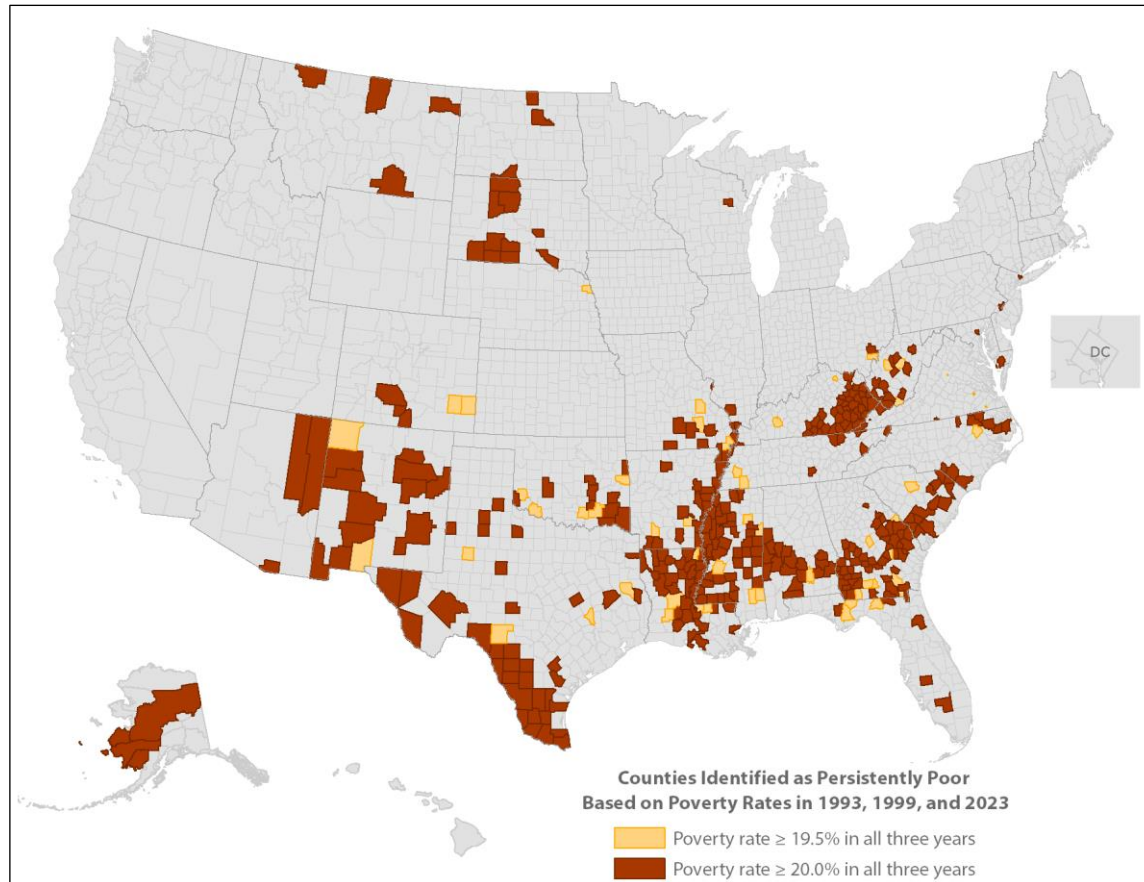 DC
Counties Identified as Persistently Poor
Based on Poverty Rates in 1993, 1999, and 2023
Poverty rate ≥ 19.5% in all three years
Poverty rate ≥ 20.0% in all three years